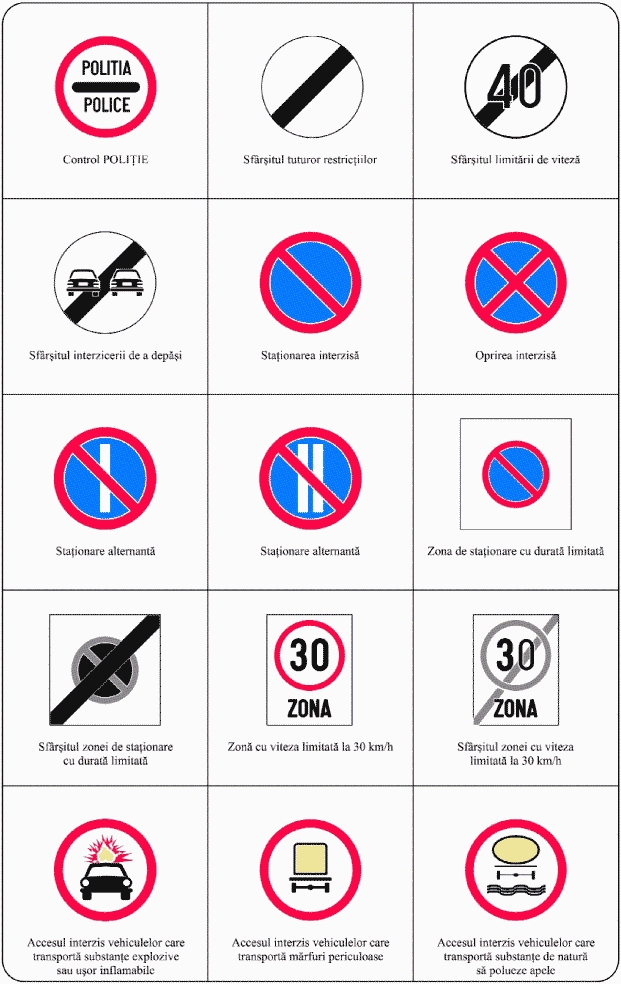 POLITIA
POLICE
Control POLIȚIE
Sfârșitul tuturor restricțiilor
40
Sfârșitul limitării de viteză
Sfârșitul interzicerii de a depăși
Staționarea interzisă
Oprirea interzisă
Staționare alternantă
Staționare alternantă
Zona de staționare cu durată limitată
Sfârșitul zonei de staționare
cu durată limitată
30
ZONA
Zonă cu viteza limitată la 30 km/h
30
ZONA
Sfârșitul zonei cu viteza
limitată la 30 km/h
Accesul interzis vehiculelor care
transportă substanțe explozive
sau ușor inflamabile
Accesul interzis vehiculelor care
transportă mărfuri periculoase
Accesul interzis vehiculelor care
transportă substanțe de natură
să polueze apele